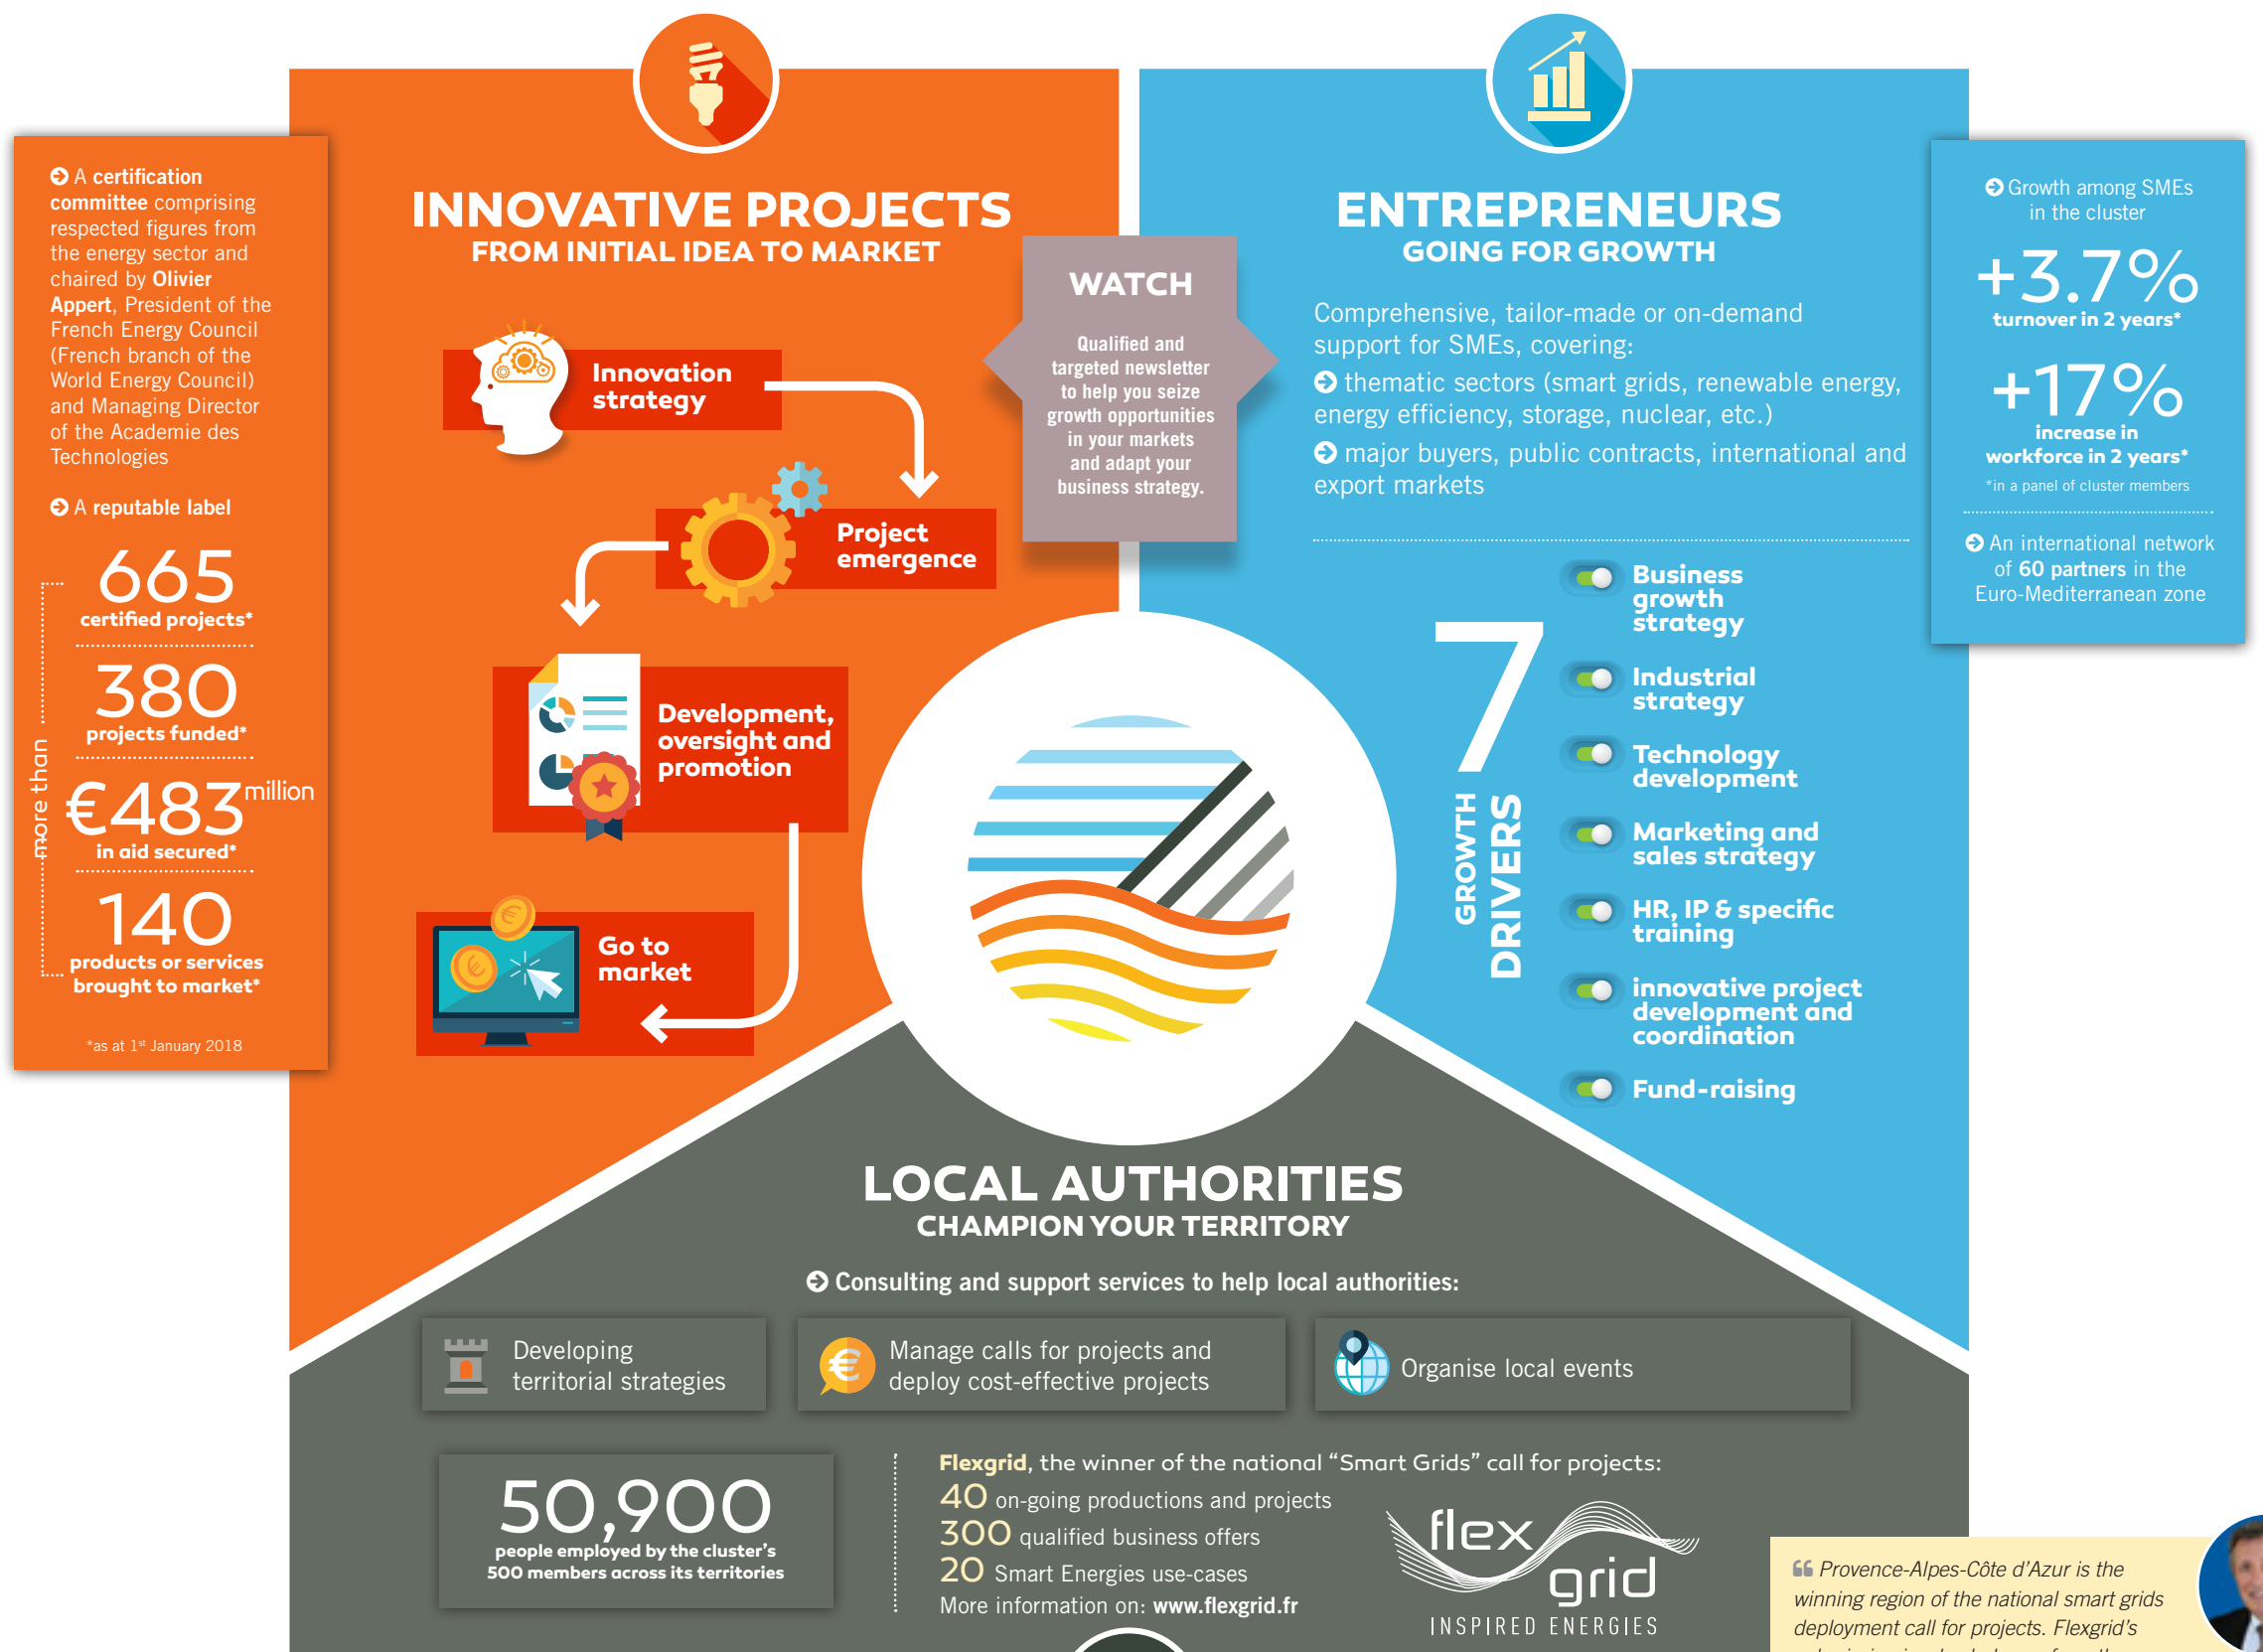 A certification
committee comprising
respected figures from
the energy sector and
chaired by Olivier
Appert, President of the
French Energy Council
(French branch of the
World Energy Council)
and Managing Director
of the Academie des
Technologies
A reputable label
more than
665
certified projects*
380
projects funded*
€483 million
in aid secured*
140
products or services
brought to market*
*as at 1st January 2018
INNOVATIVE PROJECTS
FROM INITIAL IDEA TO MARKET
Innovation
strategy
Project
emergence
Development,
oversight and
promotion
Go to
market
WATCH
Qualified and
targeted newsletter
to help you seize
growth opportunities
in your markets
and adapt your
business strategy.
ENTREPRENEURS
GOING FOR GROWTH
Comprehensive, tailor-made or on-demand
support for SMEs, covering:
thematic sectors (smart grids, renewable energy,
energy efficiency, storage, nuclear, etc.)
major buyers, public contracts, international and
export markets
7
GROWTH
DRIVERS
Business
growth
strategy
Industrial
strategy
Technology
development
Marketing and
sales strategy
HR, IP & specific
training
innovative project
development and
coordination
Fund-raising
Growth among SMEs
in the cluster
+3.7%
turnover in 2 years*
+17%
increase in
workforce in 2 years*
*in a panel of cluster members
An international network
of 60 partners in the
Euro-Mediterranean zone
LOCAL AUTHORITIES
CHAMPION YOUR TERRITORY
Consulting and support services to help local authorities:
Developing
territorial strategies
Manage calls for projects and
deploy cost-effective projects
Organise local events
50,900
people employed by the cluster's
500 members across its territories
Flexgrid, the winner of the national “Smart Grids” call for projects:
40 on-going productions and projects
300 qualified business offers
20 Smart Energies use-cases
More information on: www.flexgrid.fr
flex
grid
INSPIRED ENERGIES
“ Provence-Alpes-Côte d'Azur is the
winning region of the national smart grids
deployment call for projects. Flexgrid's